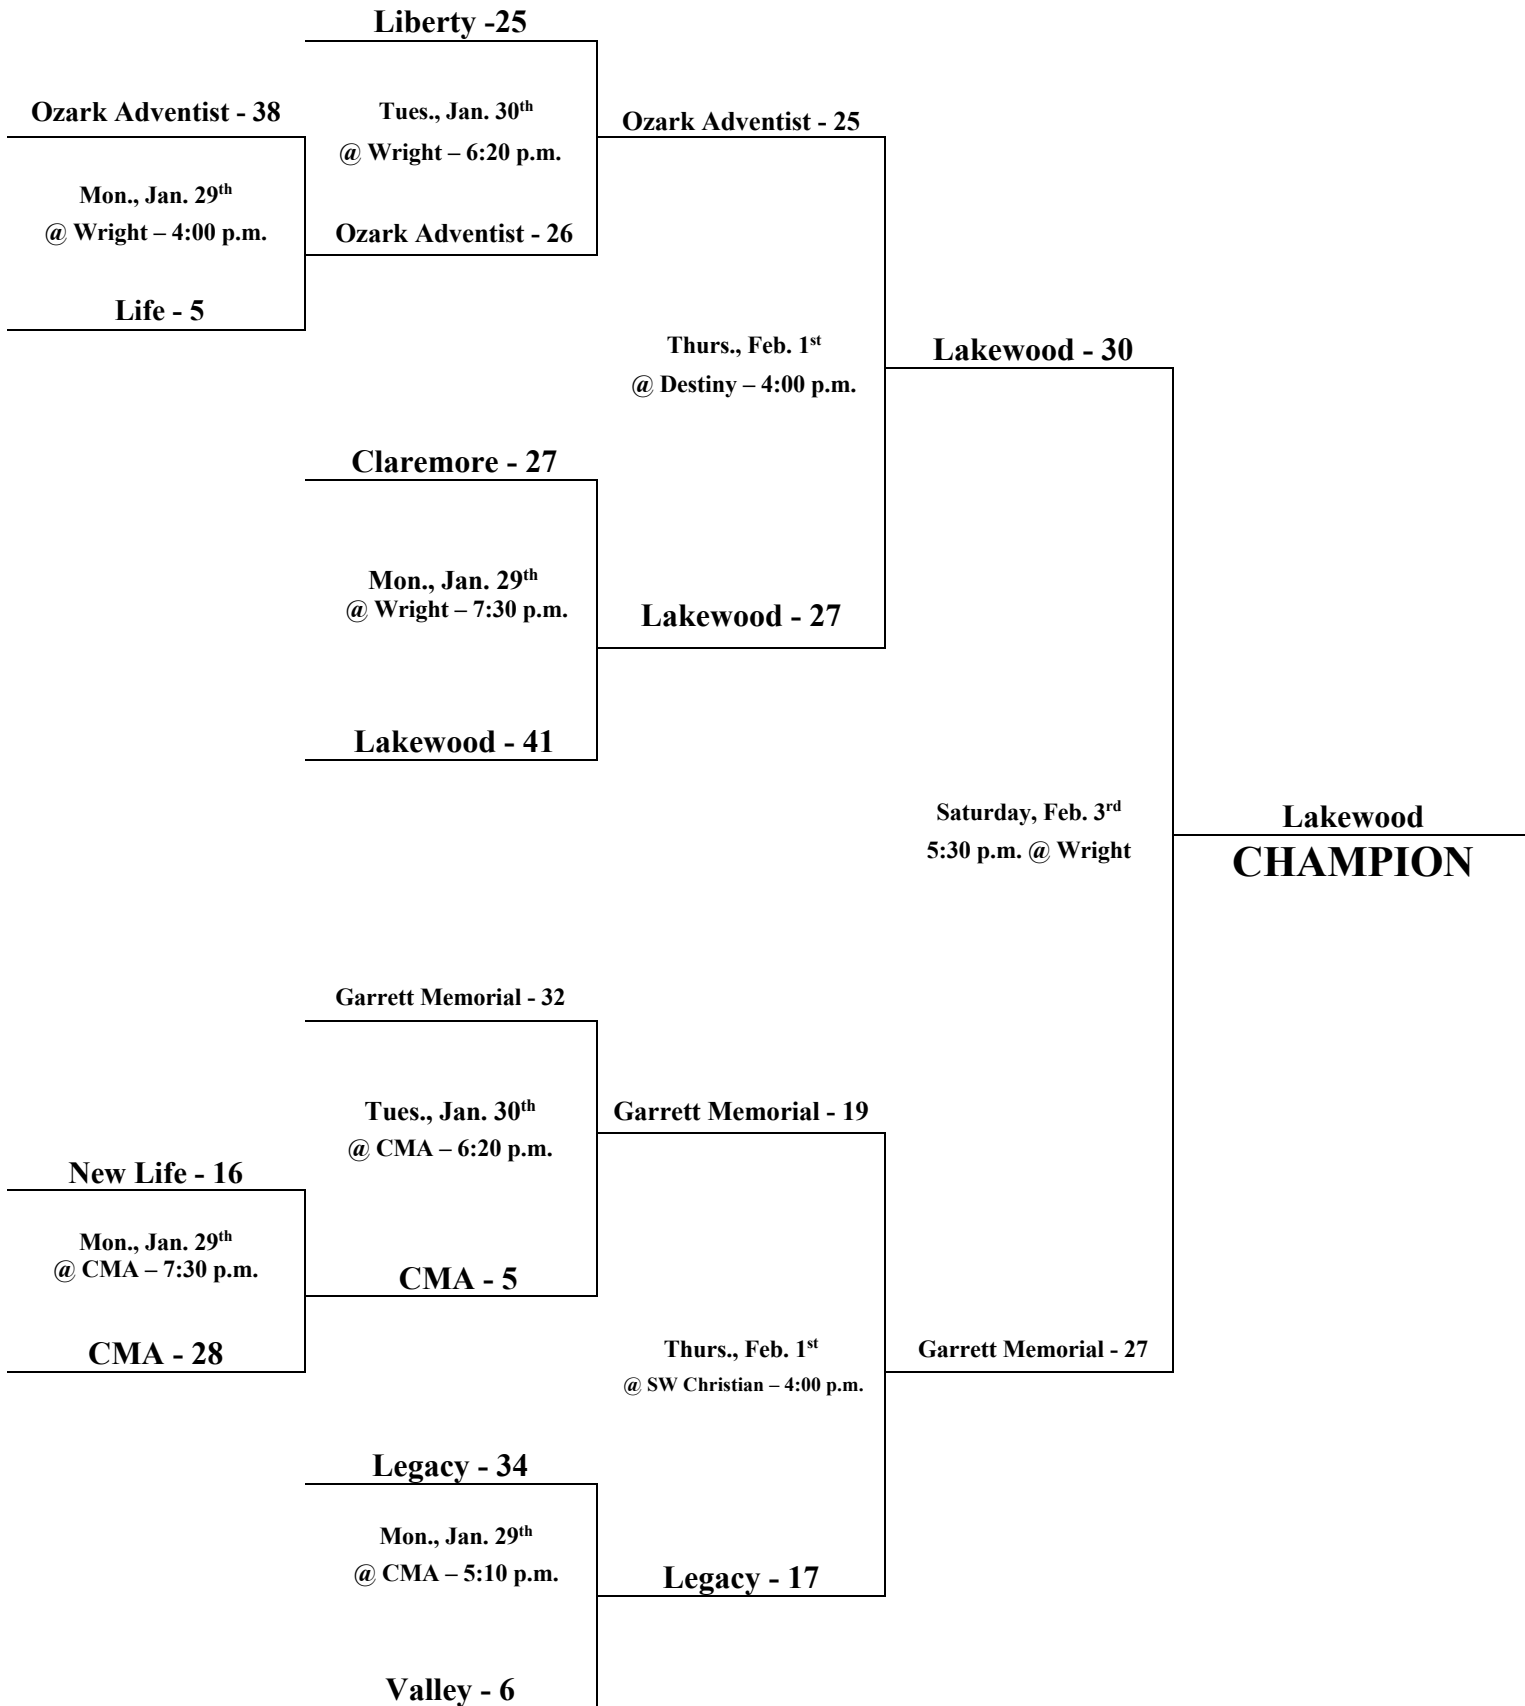 Liberty -25
Ozark Adventist - 38
Tues., Jan. 30th
@ Wright – 6:20 p.m.
Ozark Adventist - 25
Mon., Jan. 29th
@ Wright – 4:00 p.m.
Ozark Adventist - 26
Life - 5
Thurs., Feb. 1st
@ Destiny – 4:00 p.m.
Lakewood - 30
Claremore - 27
Mon., Jan. 29th
@ Wright – 7:30 p.m.
Lakewood - 27
Lakewood - 41
Saturday, Feb. 3rd
5:30 p.m. @ Wright
Lakewood
CHAMPION
Garrett Memorial - 32
Tues., Jan. 30th
@ CMA – 6:20 p.m.
Garrett Memorial - 19
New Life - 16
Mon., Jan. 29th
@ CMA – 7:30 p.m.
CMA - 5
CMA - 28
Thurs., Feb. 1st
@ SW Christian – 4:00 p.m.
Garrett Memorial - 27
Legacy - 34
Mon., Jan. 29th
@ CMA – 5:10 p.m.
Legacy - 17
Valley - 6